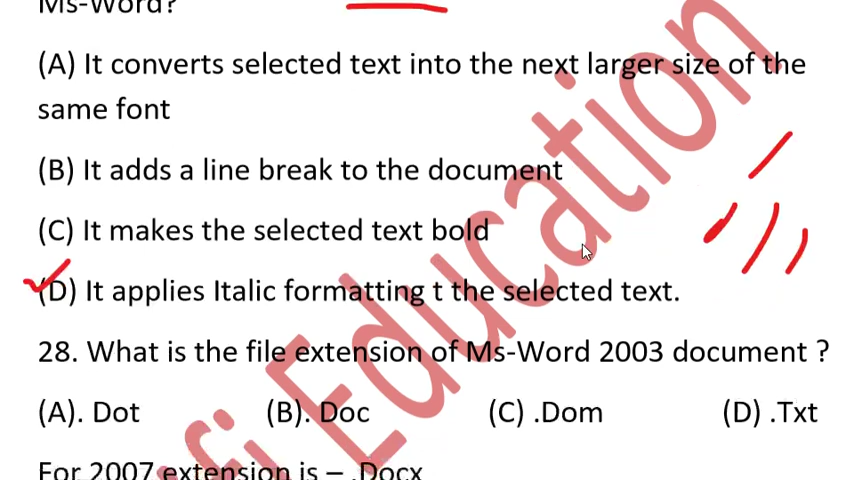 Ms-Word?
(A) It converts selected text into the next larger size of the
same font
(B) It adds a line break to the document
(C) It makes the selected text bold
(D) It applies Italic formatting t the selected text.
28. What is the file extension of Ms-Word 2003 document ?
(A). Dot (B). Doc (C) .Dom (D) .Txt
For 2007 extension is – .Docx
Education